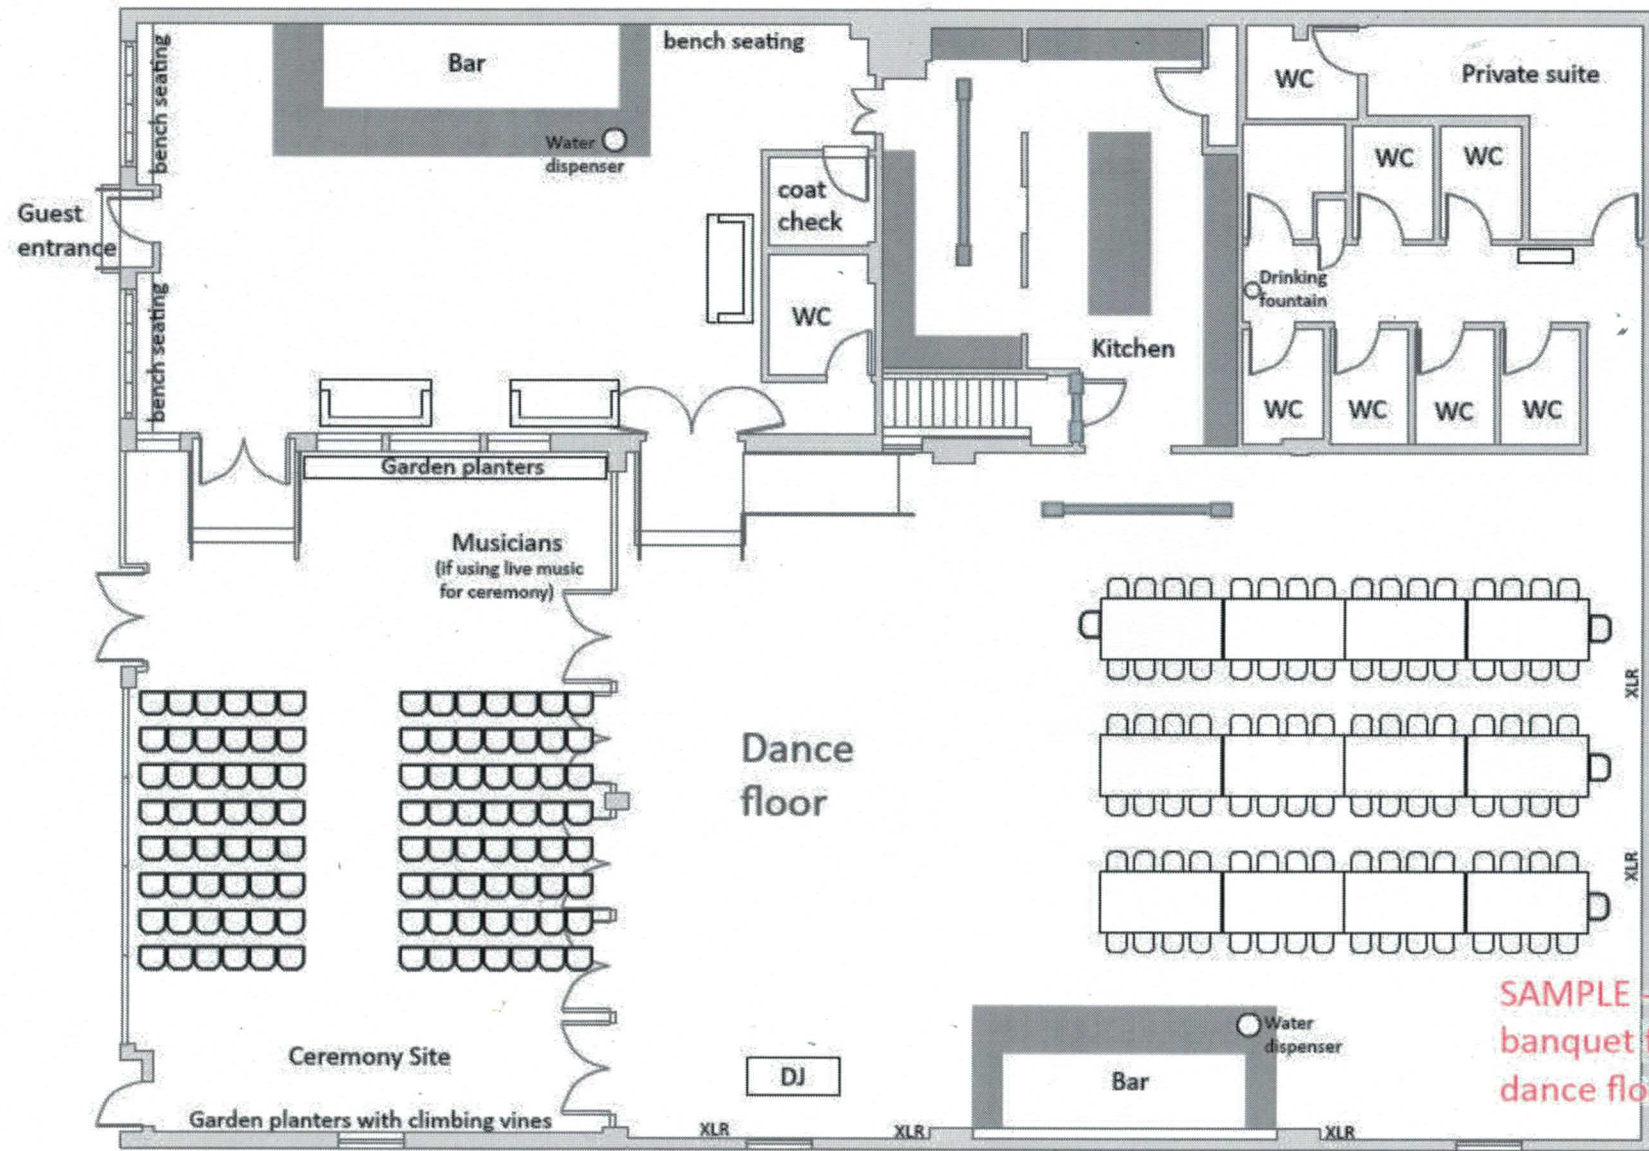 bench seating
Bar
bench seating
WC
Private suite
Water
dispenser
WC
WC
coat
check
Guest
entrance
Drinking
fountain
WC
bench seating
Kitchen
WC
WC
WC
WC
Garden planters
Musicians
(if using live music
for ceremony)
XLR
Dance
floor
XLR
SAMPLE -
banquet
dance
Water
dispenser
Ceremony Site
DJ
Bar
Garden planters with climbing vines
XLR
XLR
XLR